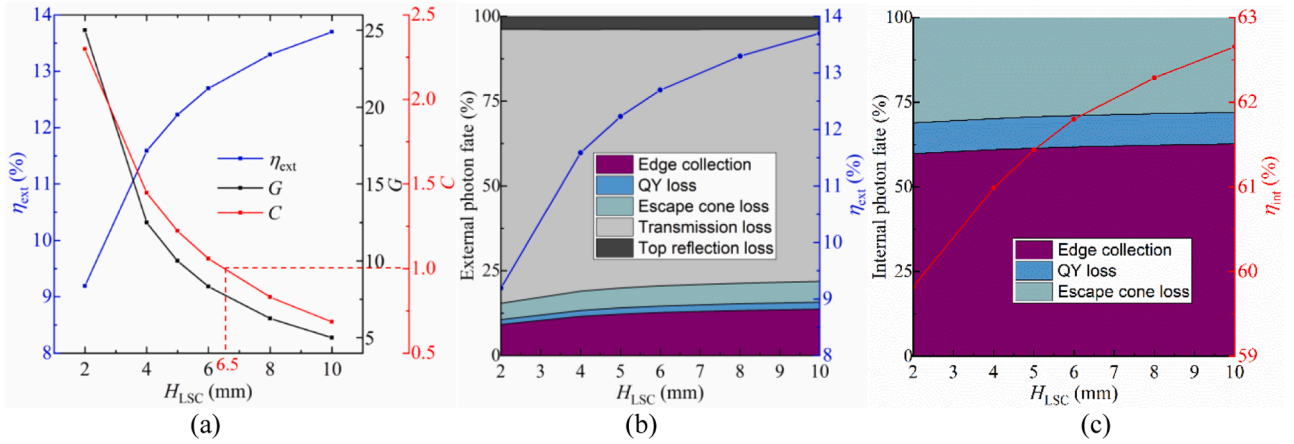 14
13
12
11
10
9
8
η_ext (%)
2
4
6
8
10
H_LSC (mm)
6.5
η_ext
G
C
25
20
15
10
5
G
2.5
2.0
1.5
1.0
0.5
C
(a)
100
75
50
25
0
External photon fate (%)
2
3
4
5
6
7
8
9
10
H_LSC (mm)
Edge collection
QY loss
Escape cone loss
Transmission loss
Top reflection loss
14
13
12
11
10
9
8
η_ext (%)
(b)
100
75
50
25
0
Internal photon fate (%)
2
3
4
5
6
7
8
9
10
H_LSC (mm)
Edge collection
QY loss
Escape cone loss
63
62
61
60
59
η_int (%)
(c)